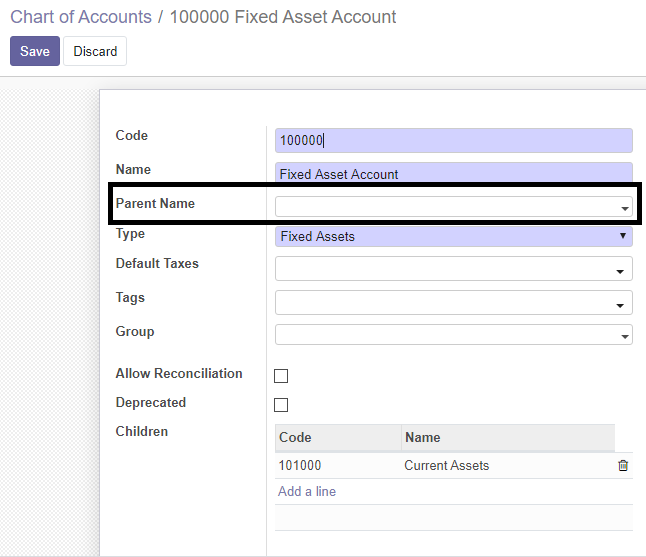 Chart of Accounts / 100000 Fixed Asset Account
Save Discard
Code 100000
Name Fixed Asset Account
Parent Name
Type Fixed Assets
Default Taxes
Tags
Group
Allow Reconciliation
Deprecated
Children Code Name
101000 Current Assets
Add a line